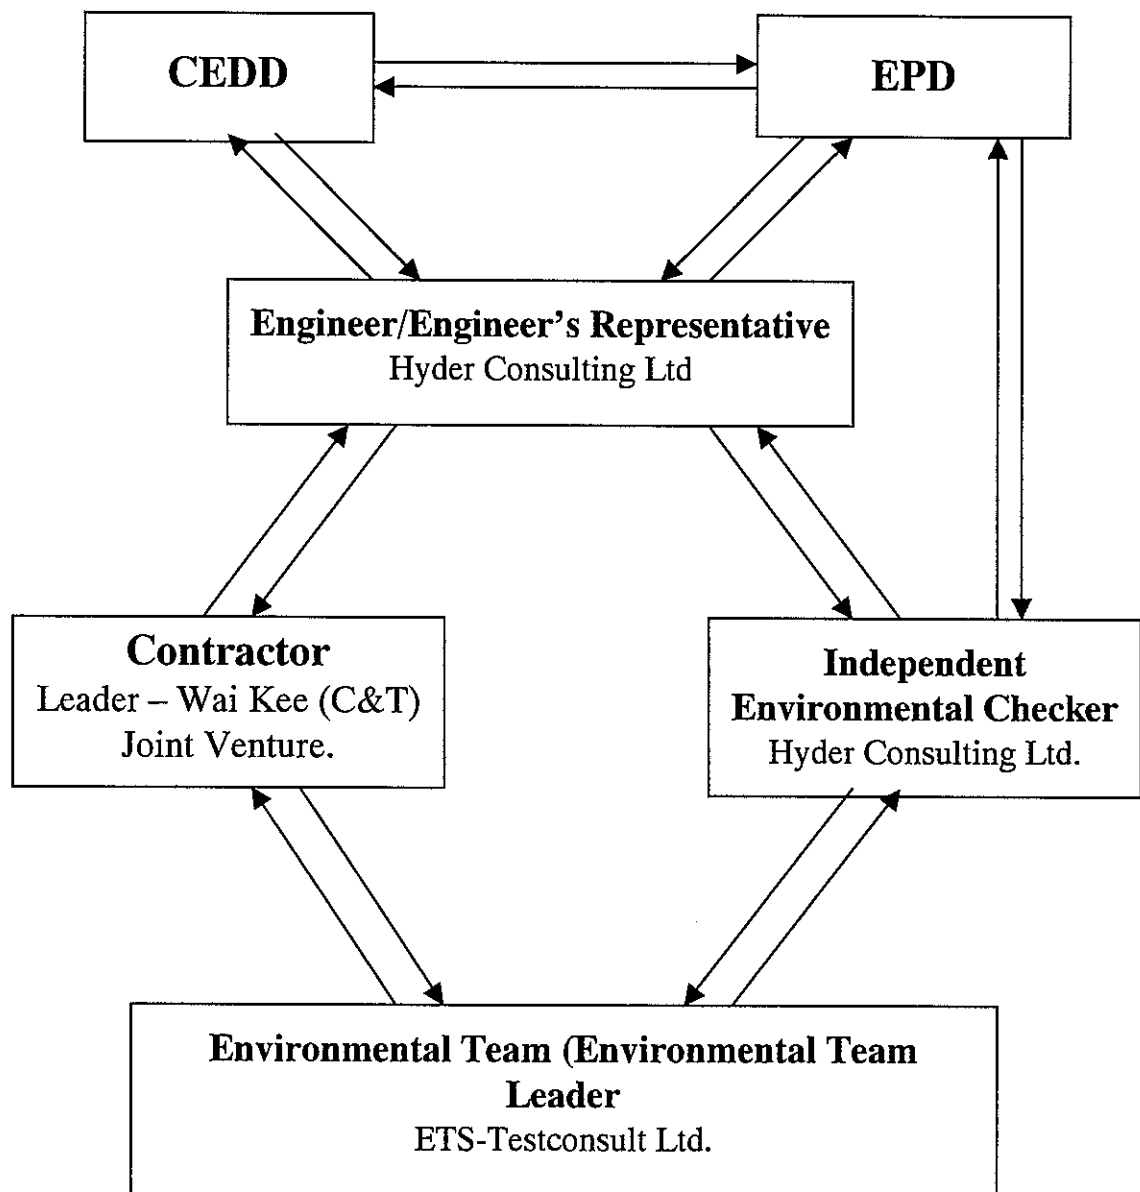 CEDD
EPD
Engineer/Engineer's Representative
Hyder Consulting Ltd
Contractor
Leader – Wai Kee (C&T)
Joint Venture.
Independent
Environmental Checker
Hyder Consulting Ltd.
Environmental Team (Environmental Team
Leader
ETS-Testconsult Ltd.